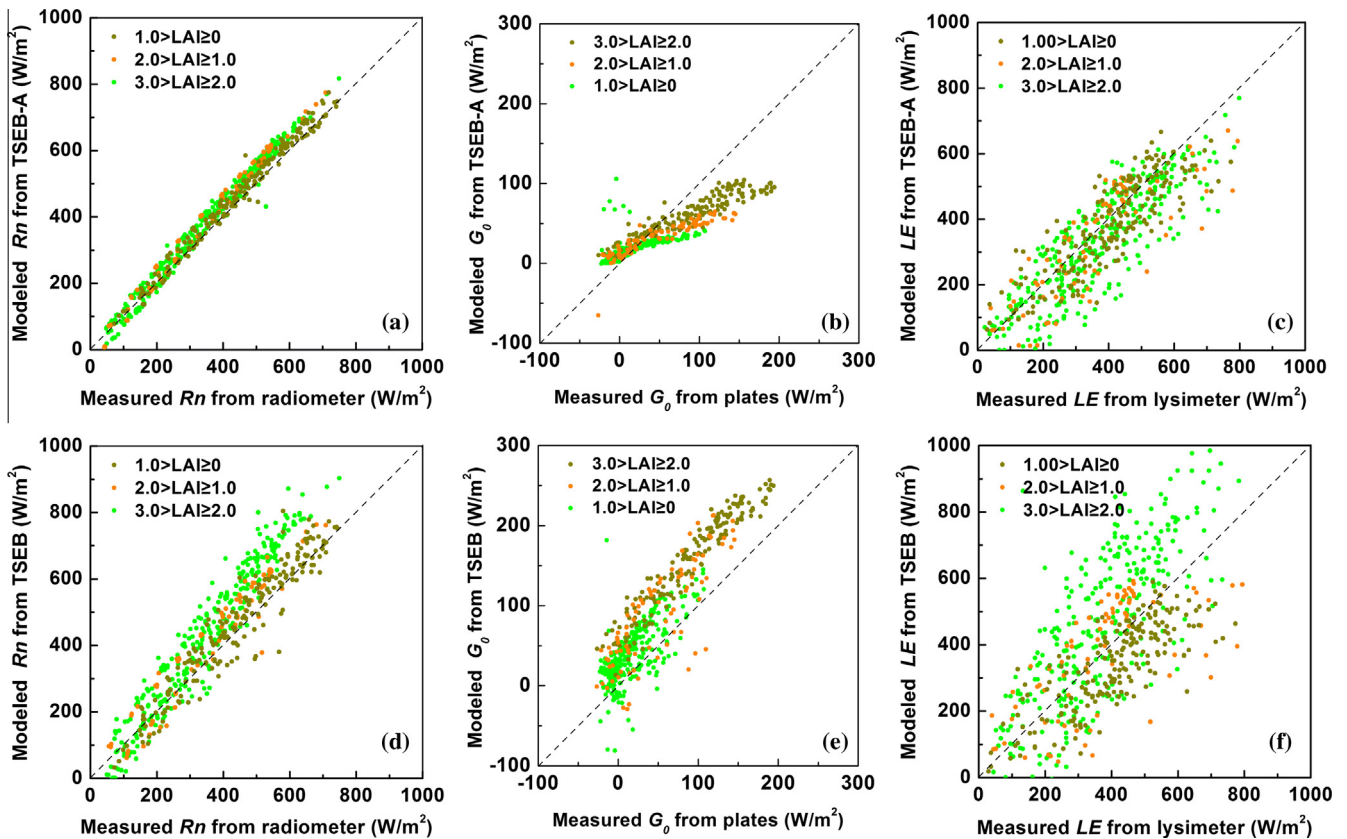 1000
800
600
400
200
0
Modeled Rn from TSEB-A (W/m²)
1.0>LAI≥0
2.0>LAI≥1.0
3.0>LAI≥2.0
(a)
0 200 400 600 800 1000
Measured Rn from radiometer (W/m²)
300
200
100
0
-100
Modeled G₀ from TSEB-A (W/m²)
3.0>LAI≥2.0
2.0>LAI≥1.0
1.0>LAI≥0
(b)
-100 0 100 200 300
Measured G₀ from plates (W/m²)
1000
800
600
400
200
0
Modeled LE from TSEB-A (W/m²)
1.00>LAI≥0
2.0>LAI≥1.0
3.0>LAI≥2.0
(c)
0 200 400 600 800 1000
Measured LE from lysimeter (W/m²)
1000
800
600
400
200
0
Modeled Rn from TSEB (W/m²)
1.0>LAI≥0
2.0>LAI≥1.0
3.0>LAI≥2.0
(d)
0 200 400 600 800 1000
Measured Rn from radiometer (W/m²)
300
200
100
0
-100
Modeled G₀ from TSEB (W/m²)
3.0>LAI≥2.0
2.0>LAI≥1.0
1.0>LAI≥0
(e)
-100 0 100 200 300
Measured G₀ from plates (W/m²)
1000
800
600
400
200
0
Modeled LE from TSEB (W/m²)
1.00>LAI≥0
2.0>LAI≥1.0
3.0>LAI≥2.0
(f)
0 200 400 600 800 1000
Measured LE from lysimeter (W/m²)